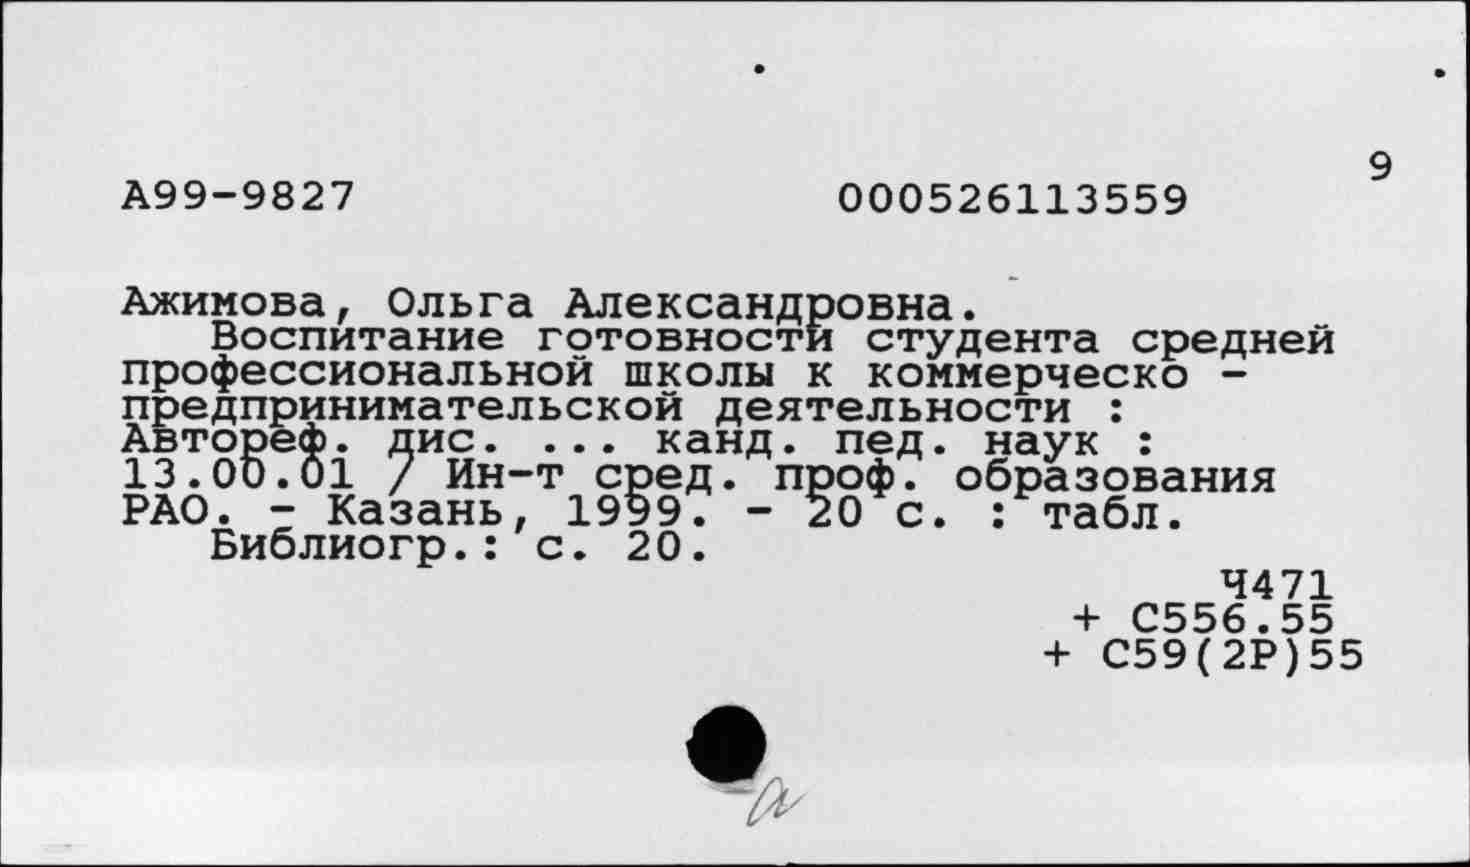 9
А99-9827 000526113559
Ажимова, Ольга Александровна.
Воспитание готовности студента средней
профессиональной школы к коммерческо -
предпринимательской деятельности :
Автореф. дис. ... канд. пед. наук :
13.00.01 / Ин-т сред. проф. образования
РАО. - Казань, 1999. - 20 с. : табл.
Библиогр.: с. 20.
Ч471
+ С556.55
+ С59(2Р)55
а